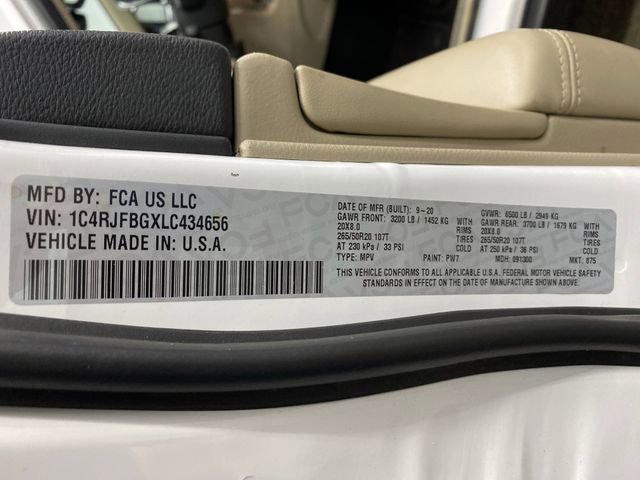 MFD BY: FCA US LLC
VIN: 1C4RJFBGXLC434656
VEHICLE MADE IN: U.S.A.
DATE OF MFR (BUILT): 9-20 GVWR: 6500 LB / 2949 KG
GAWR FRONT: 3200 LB / 1452 KG GAWR REAR: 3700 LB / 1679 KG
20X8.0 TIRES 20X8.0 TIRES
265/50R20 107T COLD 265/50R20 107T COLD
AT 230 kPa / 33 PSI AT 250 kPa / 36 PSI
TYPE: MPV PAINT: PW7 MDH: 091300 MKT: 875
THIS VEHICLE CONFORMS TO ALL APPLICABLE U.S.A. FEDERAL MOTOR VEHICLE SAFETY
STANDARDS IN EFFECT ON THE DATE OF MANUFACTURE SHOWN ABOVE.